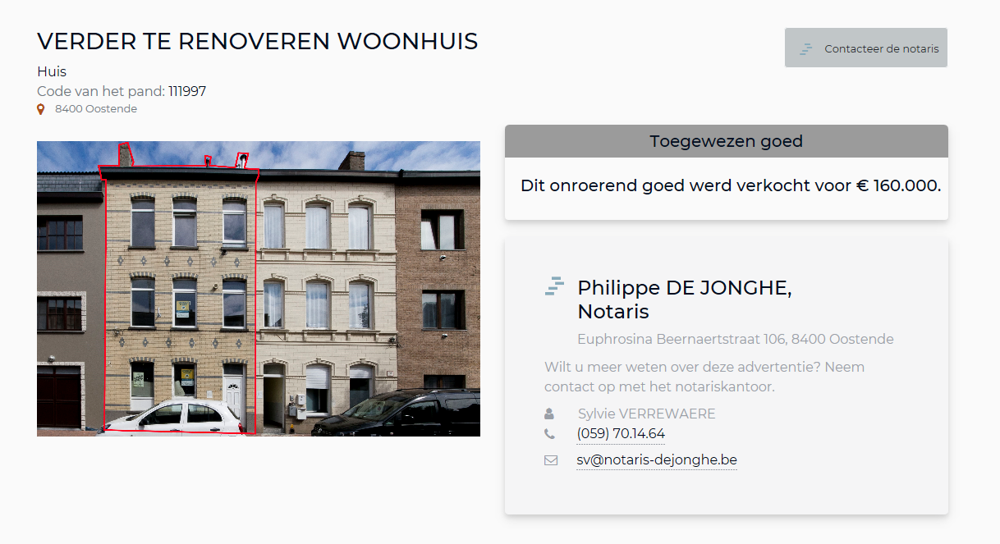 VERDER TE RENOVEREN WOONHUIS
Contacteer de notaris
Huis
Code van het pand: 111997
8400 Oostende
Toegewezen goed
Dit onroerend goed werd verkocht voor € 160.000.
Philippe DE JONGHE,
Notaris
Euphrosina Beernaertstraat 106, 8400 Oostende
Wilt u meer weten over deze advertentie? Neem
contact op met het notariskantoor.
Sylvie VERREWAERE
(059) 70.14.64
sv@notaris-dejonghe.be